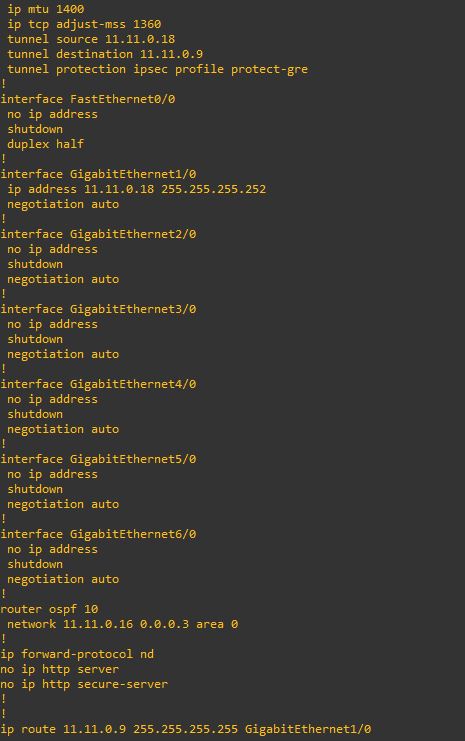 ip mtu 1400
ip tcp adjust-mss 1360
tunnel source 11.11.0.18
tunnel destination 11.11.0.9
tunnel protection ipsec profile protect-gre
!
interface FastEthernet0/0
no ip address
shutdown
duplex half
!
interface GigabitEthernet1/0
ip address 11.11.0.18 255.255.255.252
negotiation auto
!
interface GigabitEthernet2/0
no ip address
shutdown
negotiation auto
!
interface GigabitEthernet3/0
no ip address
shutdown
negotiation auto
!
interface GigabitEthernet4/0
no ip address
shutdown
negotiation auto
!
interface GigabitEthernet5/0
no ip address
shutdown
negotiation auto
!
interface GigabitEthernet6/0
no ip address
shutdown
negotiation auto
!
router ospf 10
network 11.11.0.16 0.0.0.3 area 0
!
ip forward-protocol nd
no ip http server
no ip http secure-server
!
!
ip route 11.11.0.9 255.255.255.255 GigabitEthernet1/0